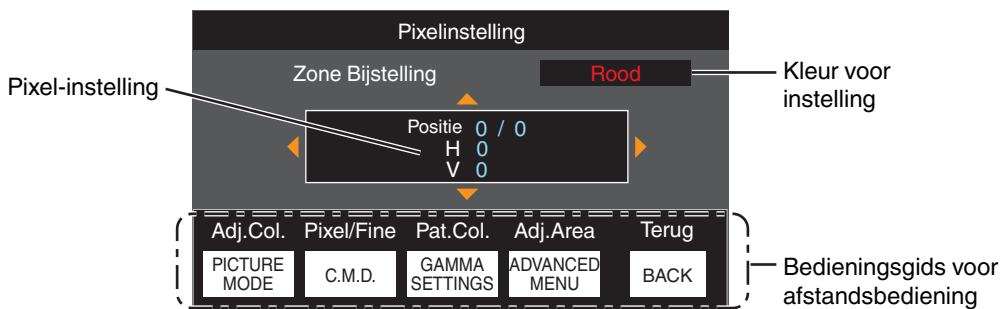 Pixelinstelling
Zone Bijstelling Rood
Kleur voor
instelling
Pixel-instelling
Positie 0 / 0
H 0
V 0
Adj.Col. Pixel/Fine Pat.Col. Adj.Area Terug
PICTURE
MODE
C.M.D.
GAMMA
SETTINGS
ADVANCED
MENU
BACK
Bedieningsgids voor
afstandsbediening